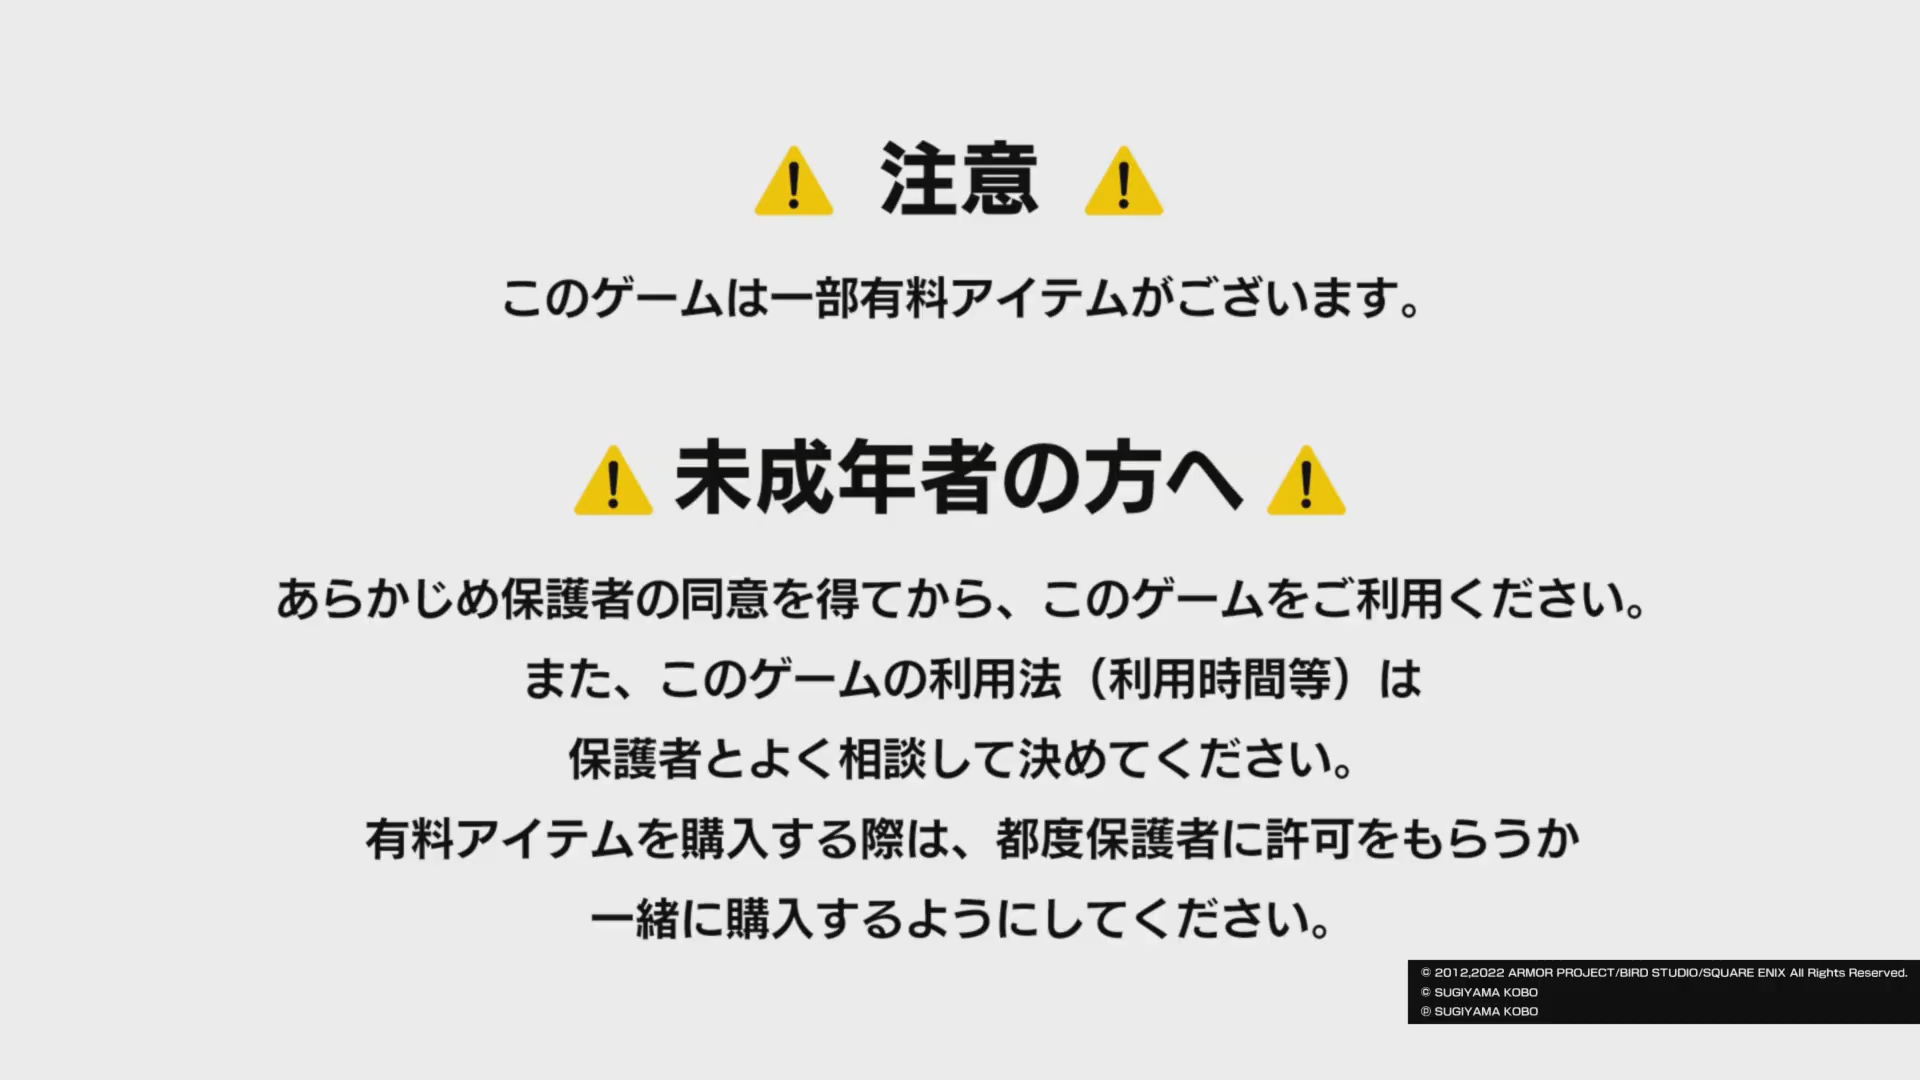 注意
このゲームは一部有料アイテムがございます。
未成年者の方へ
あらかじめ保護者の同意を得てから、このゲームをご利用ください。
また、このゲームの利用法（利用時間等）は
保護者とよく相談して決めてください。
有料アイテムを購入する際は、都度保護者に許可をもらうか
一緒に購入するようにしてください。
© 2012,2022 ARMOR PROJECT/BIRD STUDIO/SQUARE ENIX All Rights Reserved.
© SUGIYAMA KOBO
℗ SUGIYAMA KOBO